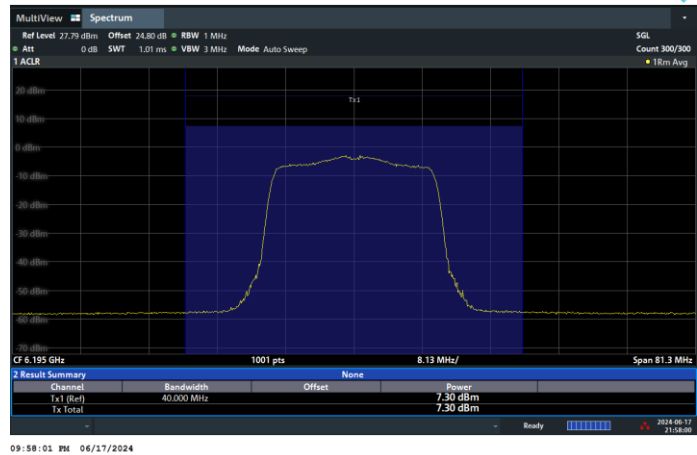 MultiView Spectrum
Ref Level 27.79 dBm Offset 24.80 dB RBW 1 MHz SGL
Att 0 dB SWT 1.01 ms VBW 3 MHz Mode Auto Sweep Count 300/300
1 ACLR 1Rm Avg
20 dBm
Tx1
10 dBm
0 dBm
-10 dBm
-20 dBm
-30 dBm
-40 dBm
-50 dBm
-60 dBm
-70 dBm
CF 6.195 GHz 1001 pts 8.13 MHz/ Span 81.3 MHz
2 Result Summary None
Channel Bandwidth Offset Power
Tx1 (Ref) 40.000 MHz 7.30 dBm
Tx Total 7.30 dBm
Ready 2024-06-17
21:58:00
09:58:01 PM 06/17/2024